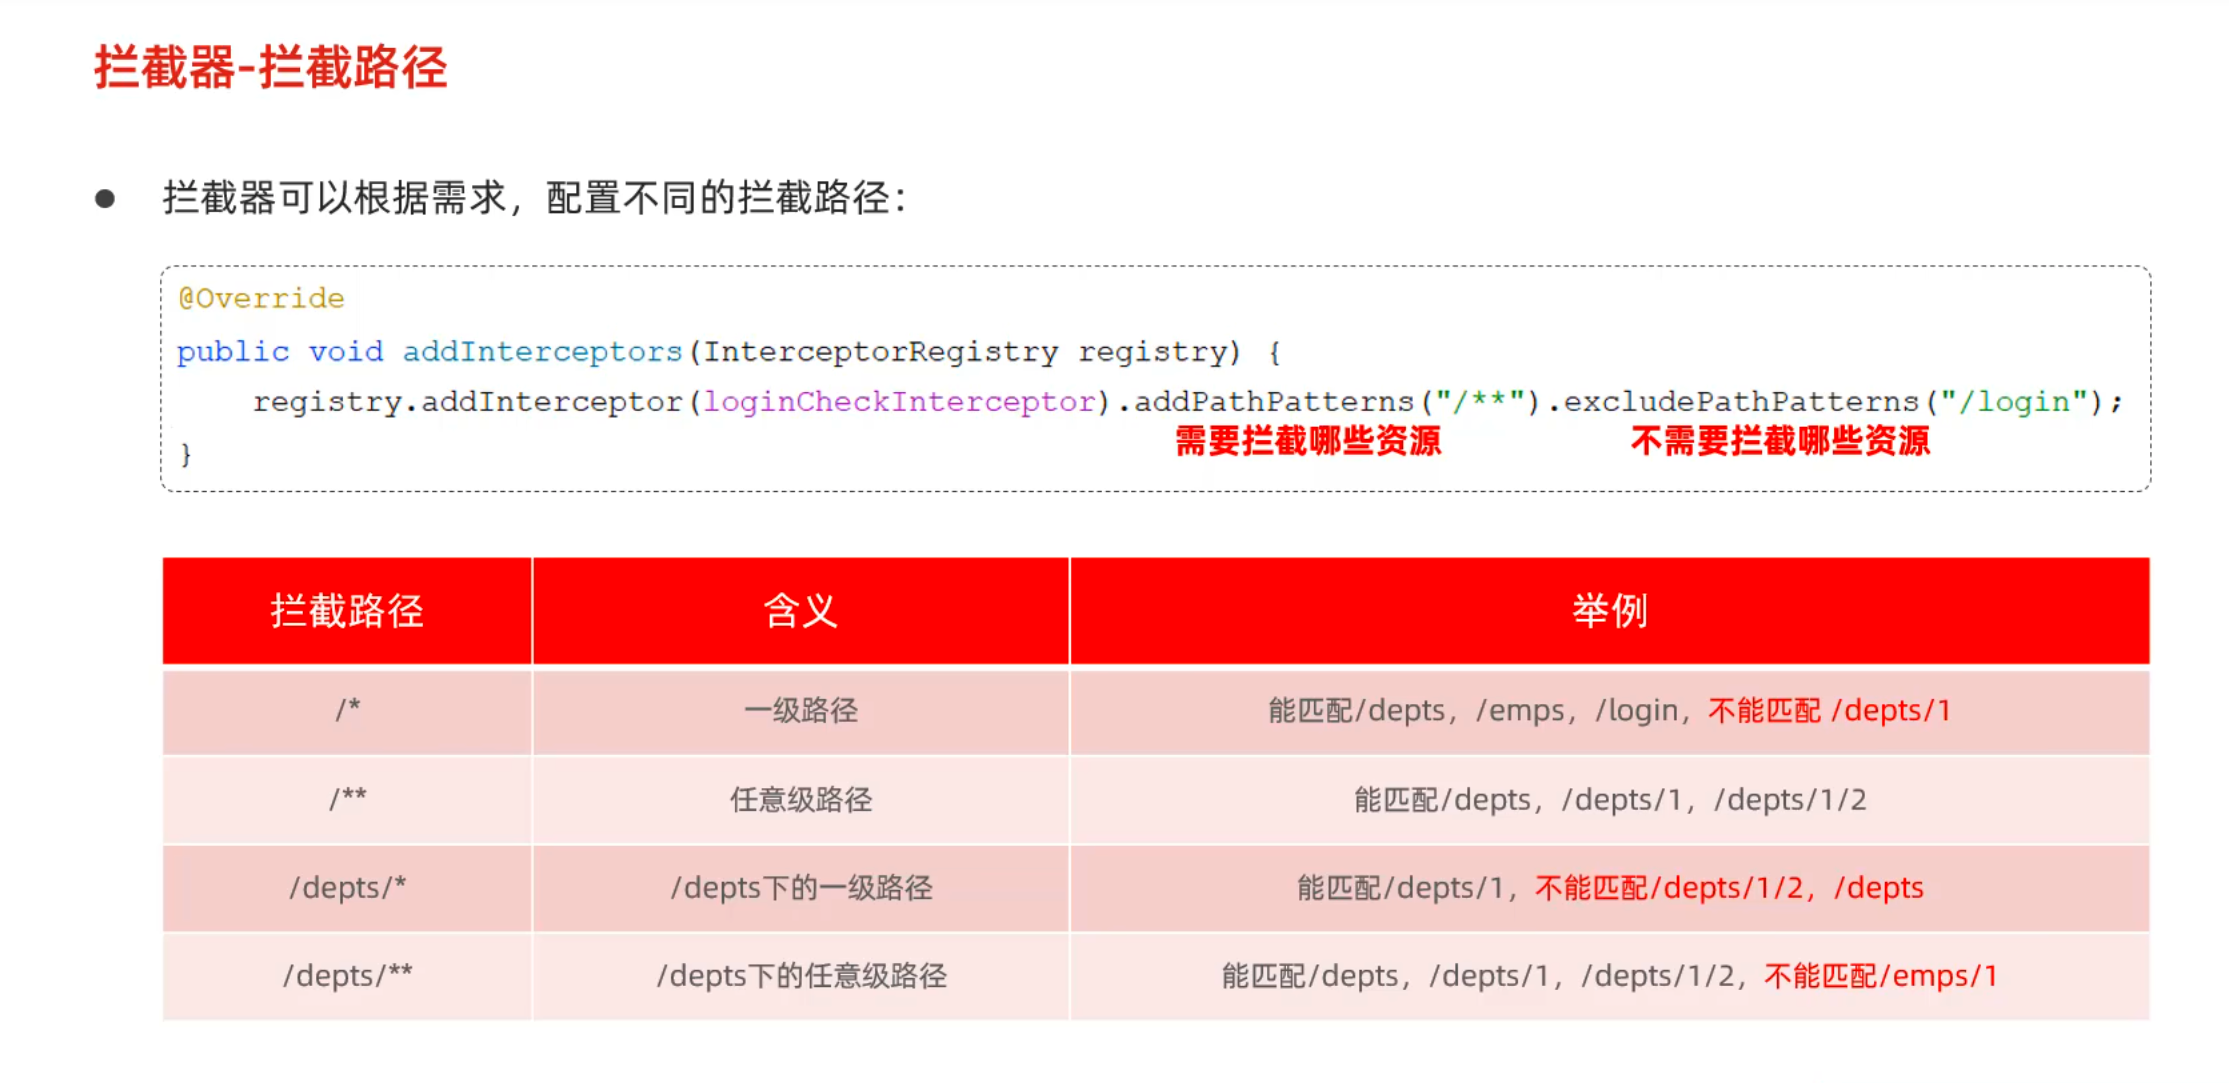 拦截器-拦截路径
● 拦截器可以根据需求，配置不同的拦截路径：
@Override
public void addInterceptors(InterceptorRegistry registry) {
registry.addInterceptor(loginCheckInterceptor).addPathPatterns("/**").excludePathPatterns("/login");
需要拦截哪些资源 不需要拦截哪些资源
}
拦截路径 含义 举例
/* 一级路径 能匹配/depts，/emps，/login，不能匹配 /depts/1
/** 任意级路径 能匹配/depts，/depts/1，/depts/1/2
/depts/* /depts下的一级路径 能匹配/depts/1，不能匹配/depts/1/2，/depts
/depts/** /depts下的任意级路径 能匹配/depts，/depts/1，/depts/1/2，不能匹配/emps/1